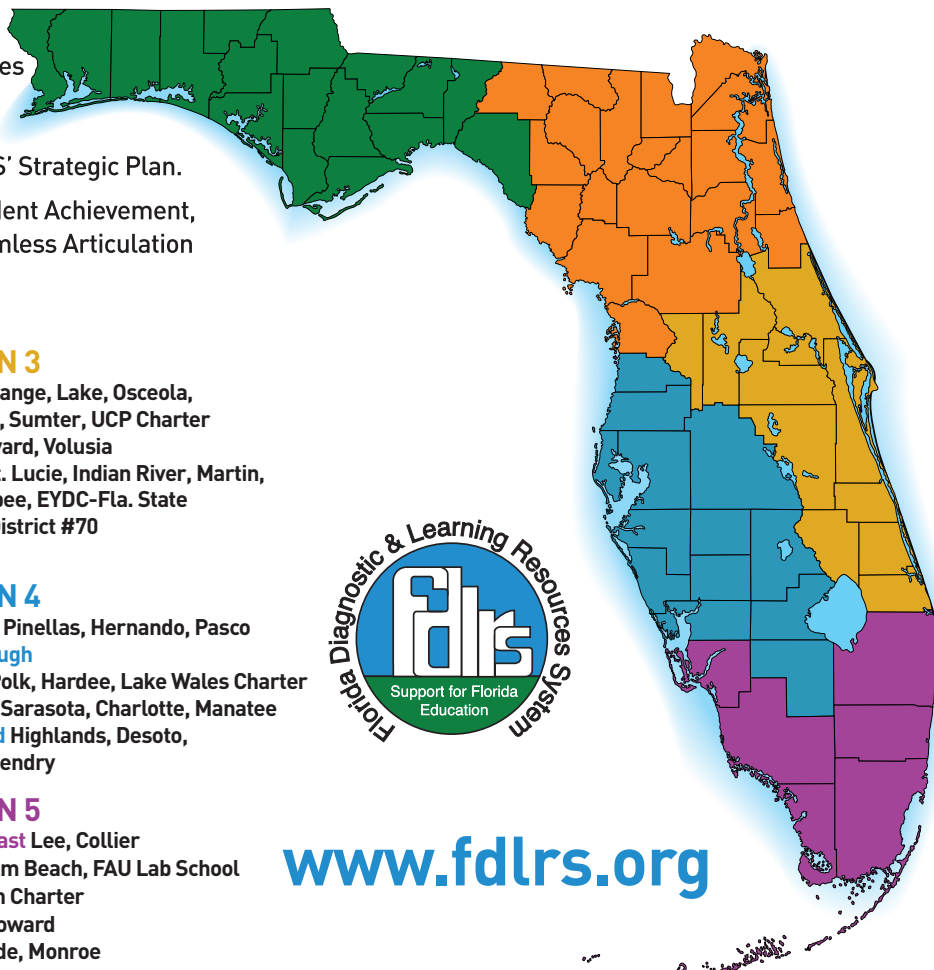 es
S’ Strategic Plan.
dent Achievement,
mless Articulation
N 3
ange, Lake, Osceola,
, Sumter, UCP Charter
vard, Volusia
t. Lucie, Indian River, Martin,
bee, EYDC-Fla. State
District #70
N 4
Pinellas, Hernando, Pasco
ugh
Polk, Hardee, Lake Wales Charter
Sarasota, Charlotte, Manatee
d Highlands, Desoto,
endry
N 5
ast Lee, Collier
lm Beach, FAU Lab School
n Charter
oward
de, Monroe
Florida Diagnostic & Learning Resources System
fdlrs
Support for Florida
Education
www.fdlrs.org